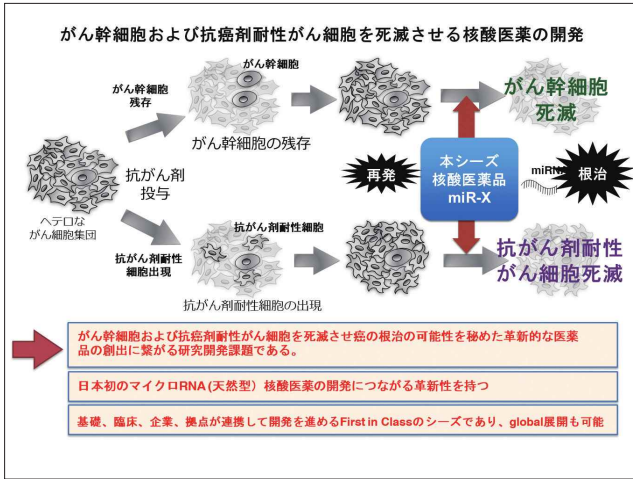 がん幹細胞および抗癌剤耐性がん細胞を死滅させる核酸医薬の開発
がん幹細胞
残存
がん幹細胞
がん幹細胞の残存
がん幹細胞
死滅
ヘテロな
がん細胞集団
抗がん剤
投与
再発
本シーズ
核酸医薬品
miR-X
miRN
根治
抗がん剤耐性
細胞出現
抗がん剤耐性細胞
抗がん剤耐性細胞の出現
抗がん剤耐性
がん細胞死滅
がん幹細胞および抗癌剤耐性がん細胞を死滅させ癌の根治の可能性を秘めた革新的な医薬
品の創出に繋がる研究開発課題である。
日本初のマイクロRNA(天然型）核酸医薬の開発につながる革新性を持つ
基礎、臨床、企業、拠点が連携して開発を進めるFirst in Classのシーズであり、global展開も可能